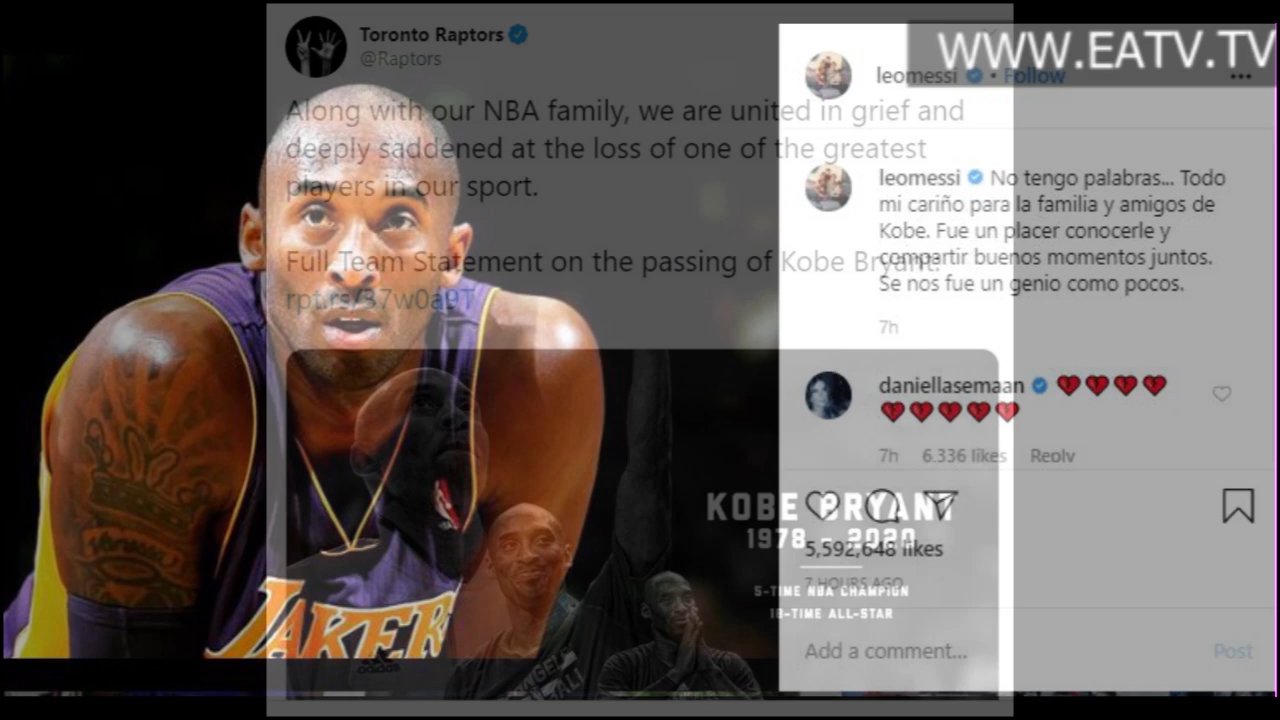 Toronto Raptors
@Raptors
Along with our NBA family, we are united in grief and
deeply saddened at the loss of one of the greatest
players in our sport.
Full Team Statement on the passing of Kobe Bryant:
rpt.rs/37w0aPT
KOBE BRYANT
1978 - 2020
5-TIME NBA CHAMPION
18-TIME ALL-STAR
WWW.EATV.TV
leomessi • Follow
leomessi No tengo palabras... Todo
mi cariño para la familia y amigos de
Kobe. Fue un placer conocerle y
compartir buenos momentos juntos.
Se nos fue un genio como pocos.
7h
daniellasemaan 💔💔💔💔
💔💔💔💔💔
7h 6.336 likes Reply
5,592,648 likes
7 HOURS AGO
Add a comment... Post
LAKER
adidas
Vanessa